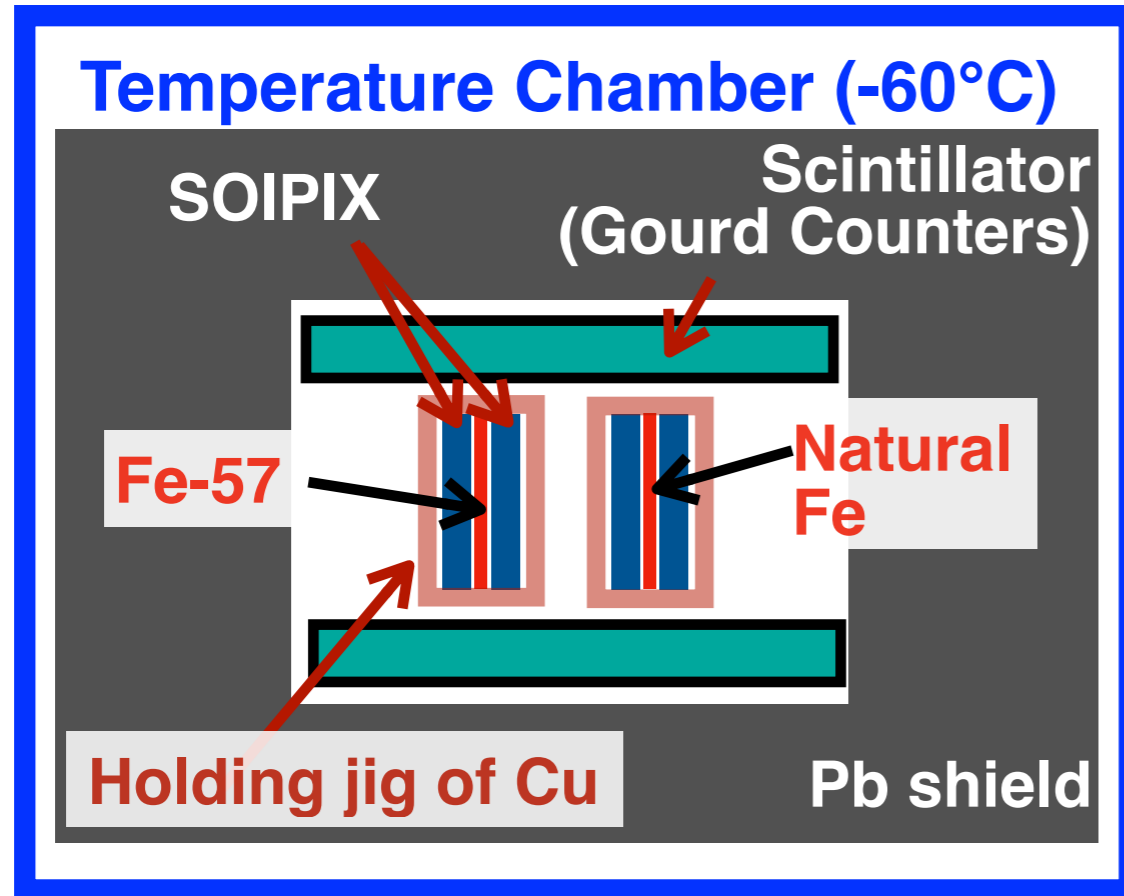 Temperature Chamber (-60°C)
SOIPIX
Scintillator
(Gourd Counters)
Fe-57
Natural
Fe
Holding jig of Cu
Pb shield